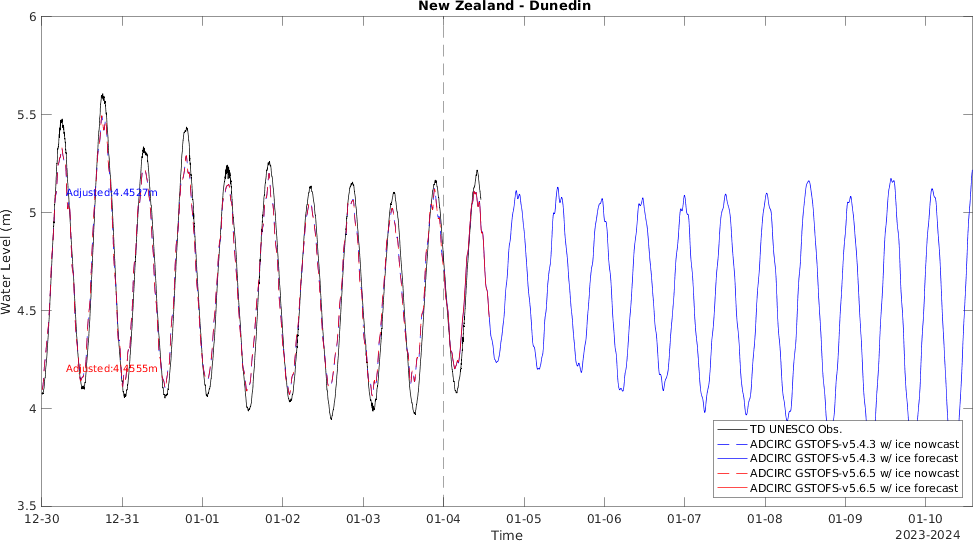 New Zealand - Dunedin
6
5.5
5
4.5
4
3.5
Water Level (m)
Adjusted:4.4527m
Adjusted:4.4555m
TD UNESCO Obs.
ADCIRC GSTOFS-v5.4.3 w/ ice nowcast
ADCIRC GSTOFS-v5.4.3 w/ ice forecast
ADCIRC GSTOFS-v5.6.5 w/ ice nowcast
ADCIRC GSTOFS-v5.6.5 w/ ice forecast
12-30 12-31 01-01 01-02 01-03 01-04 01-05 01-06 01-07 01-08 01-09 01-10
Time
2023-2024